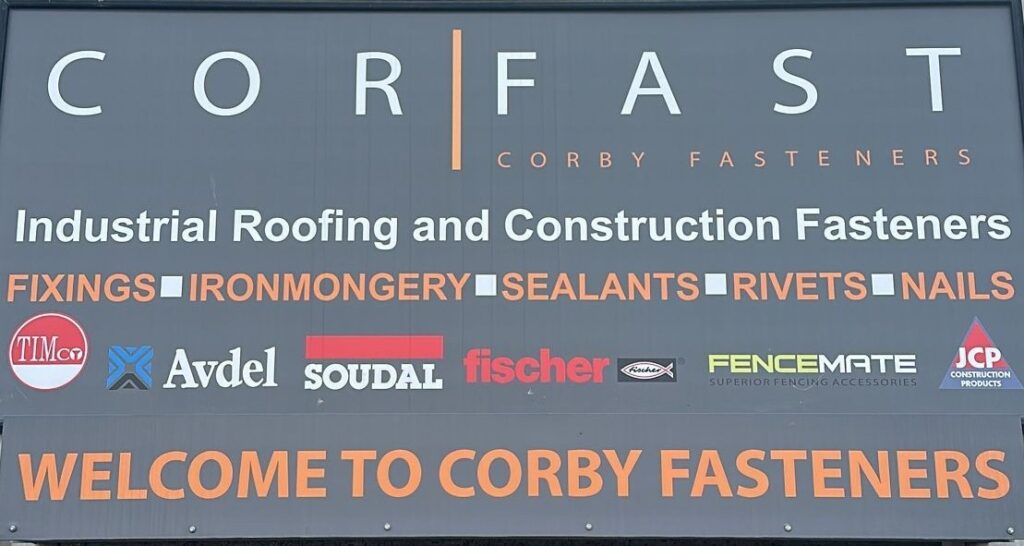 COR|FAST
CORBY FASTENERS
Industrial Roofing and Construction Fasteners
FIXINGS ▪ IRONMONGERY ▪ SEALANTS ▪ RIVETS ▪ NAILS
TIMco Avdel SOUDAL fischer fischer FENCEMATE JCP
SUPERIOR FENCING ACCESSORIES CONSTRUCTION
PRODUCTS
WELCOME TO CORBY FASTENERS